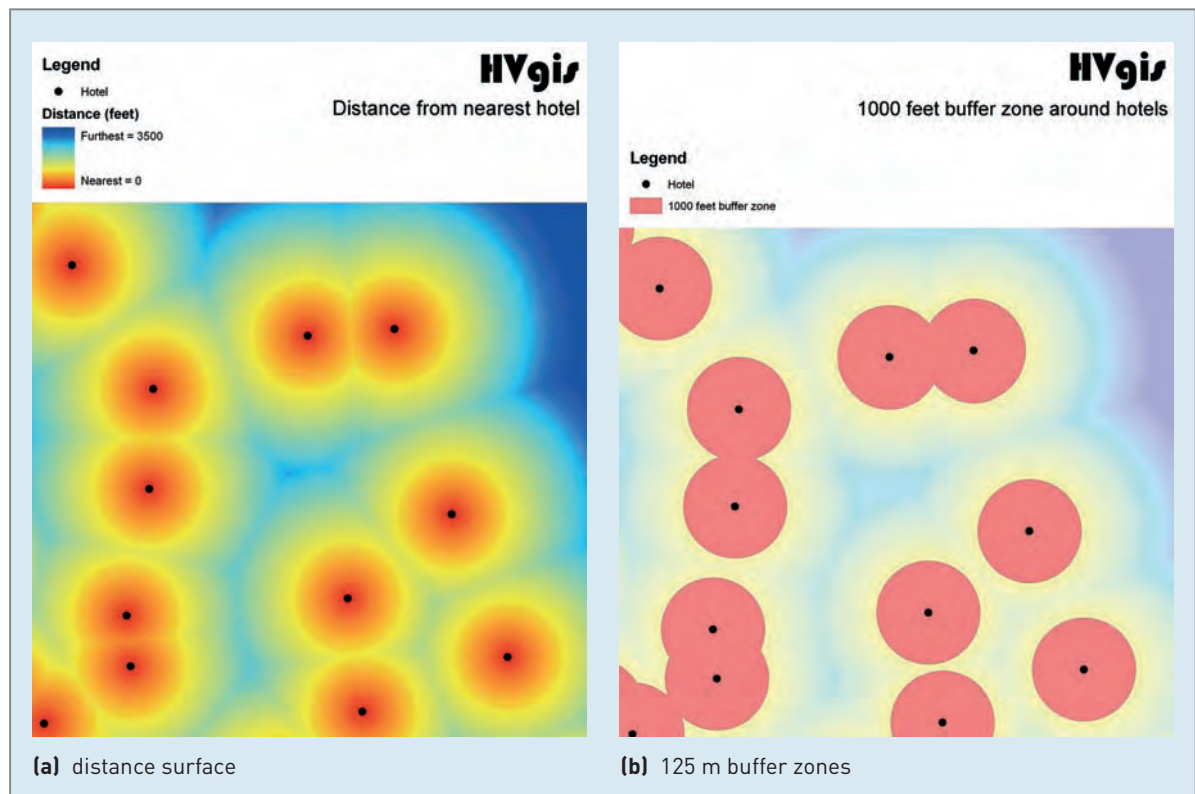 Legend
Hotel
Distance (feet)
Furthest = 3500
Nearest = 0
HVgis
Distance from nearest hotel
(a) distance surface
HVgis
1000 feet buffer zone around hotels
Legend
Hotel
1000 feet buffer zone
(b) 125 m buffer zones